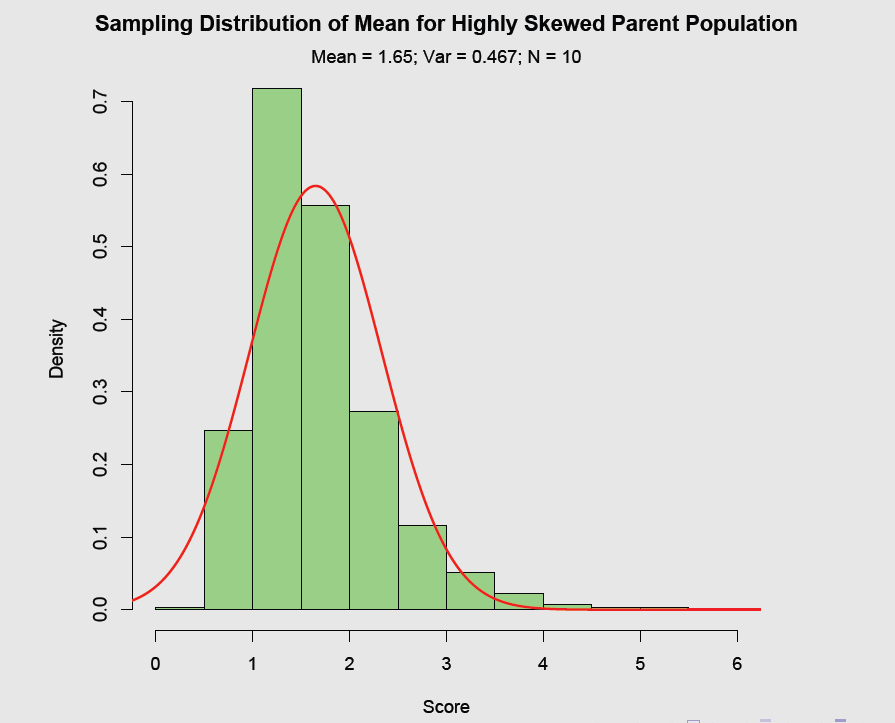 Sampling Distribution of Mean for Highly Skewed Parent Population
Mean = 1.65; Var = 0.467; N = 10
Density
0.7
0.6
0.5
0.4
0.3
0.2
0.1
0.0
0 1 2 3 4 5 6
Score